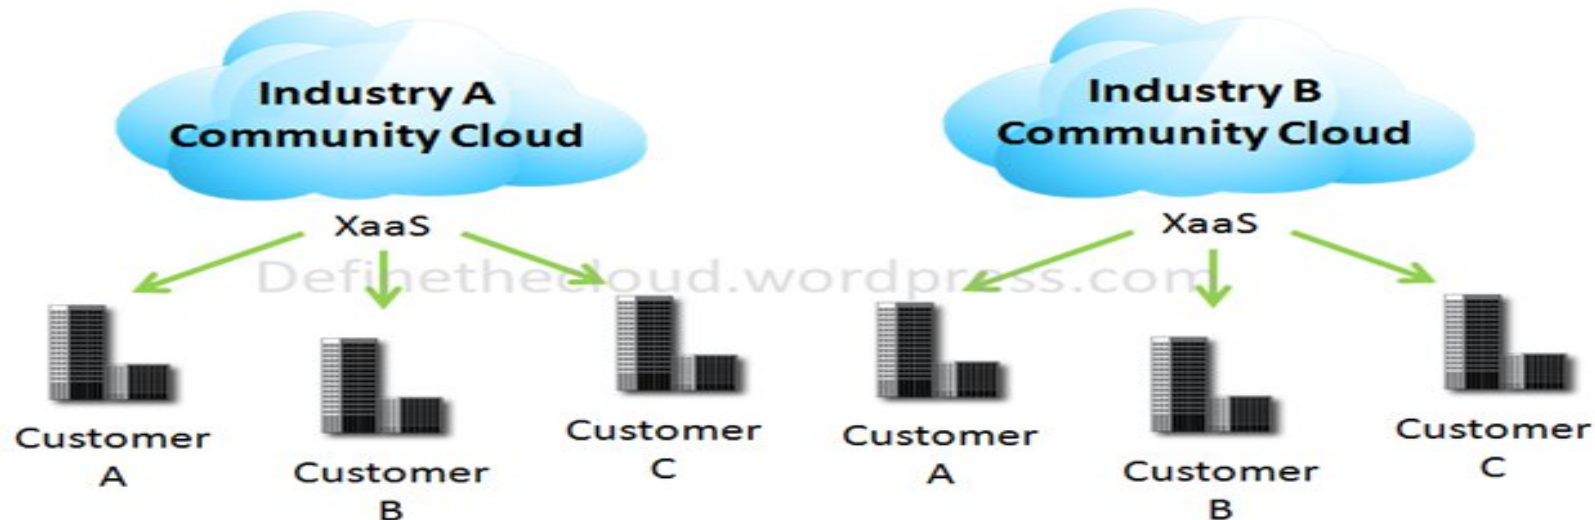 Industry A
Community Cloud
XaaS
Customer
A
Customer
B
Customer
C
Industry B
Community Cloud
XaaS
Customer
A
Customer
B
Customer
C
Definethecloud.wordpress.com